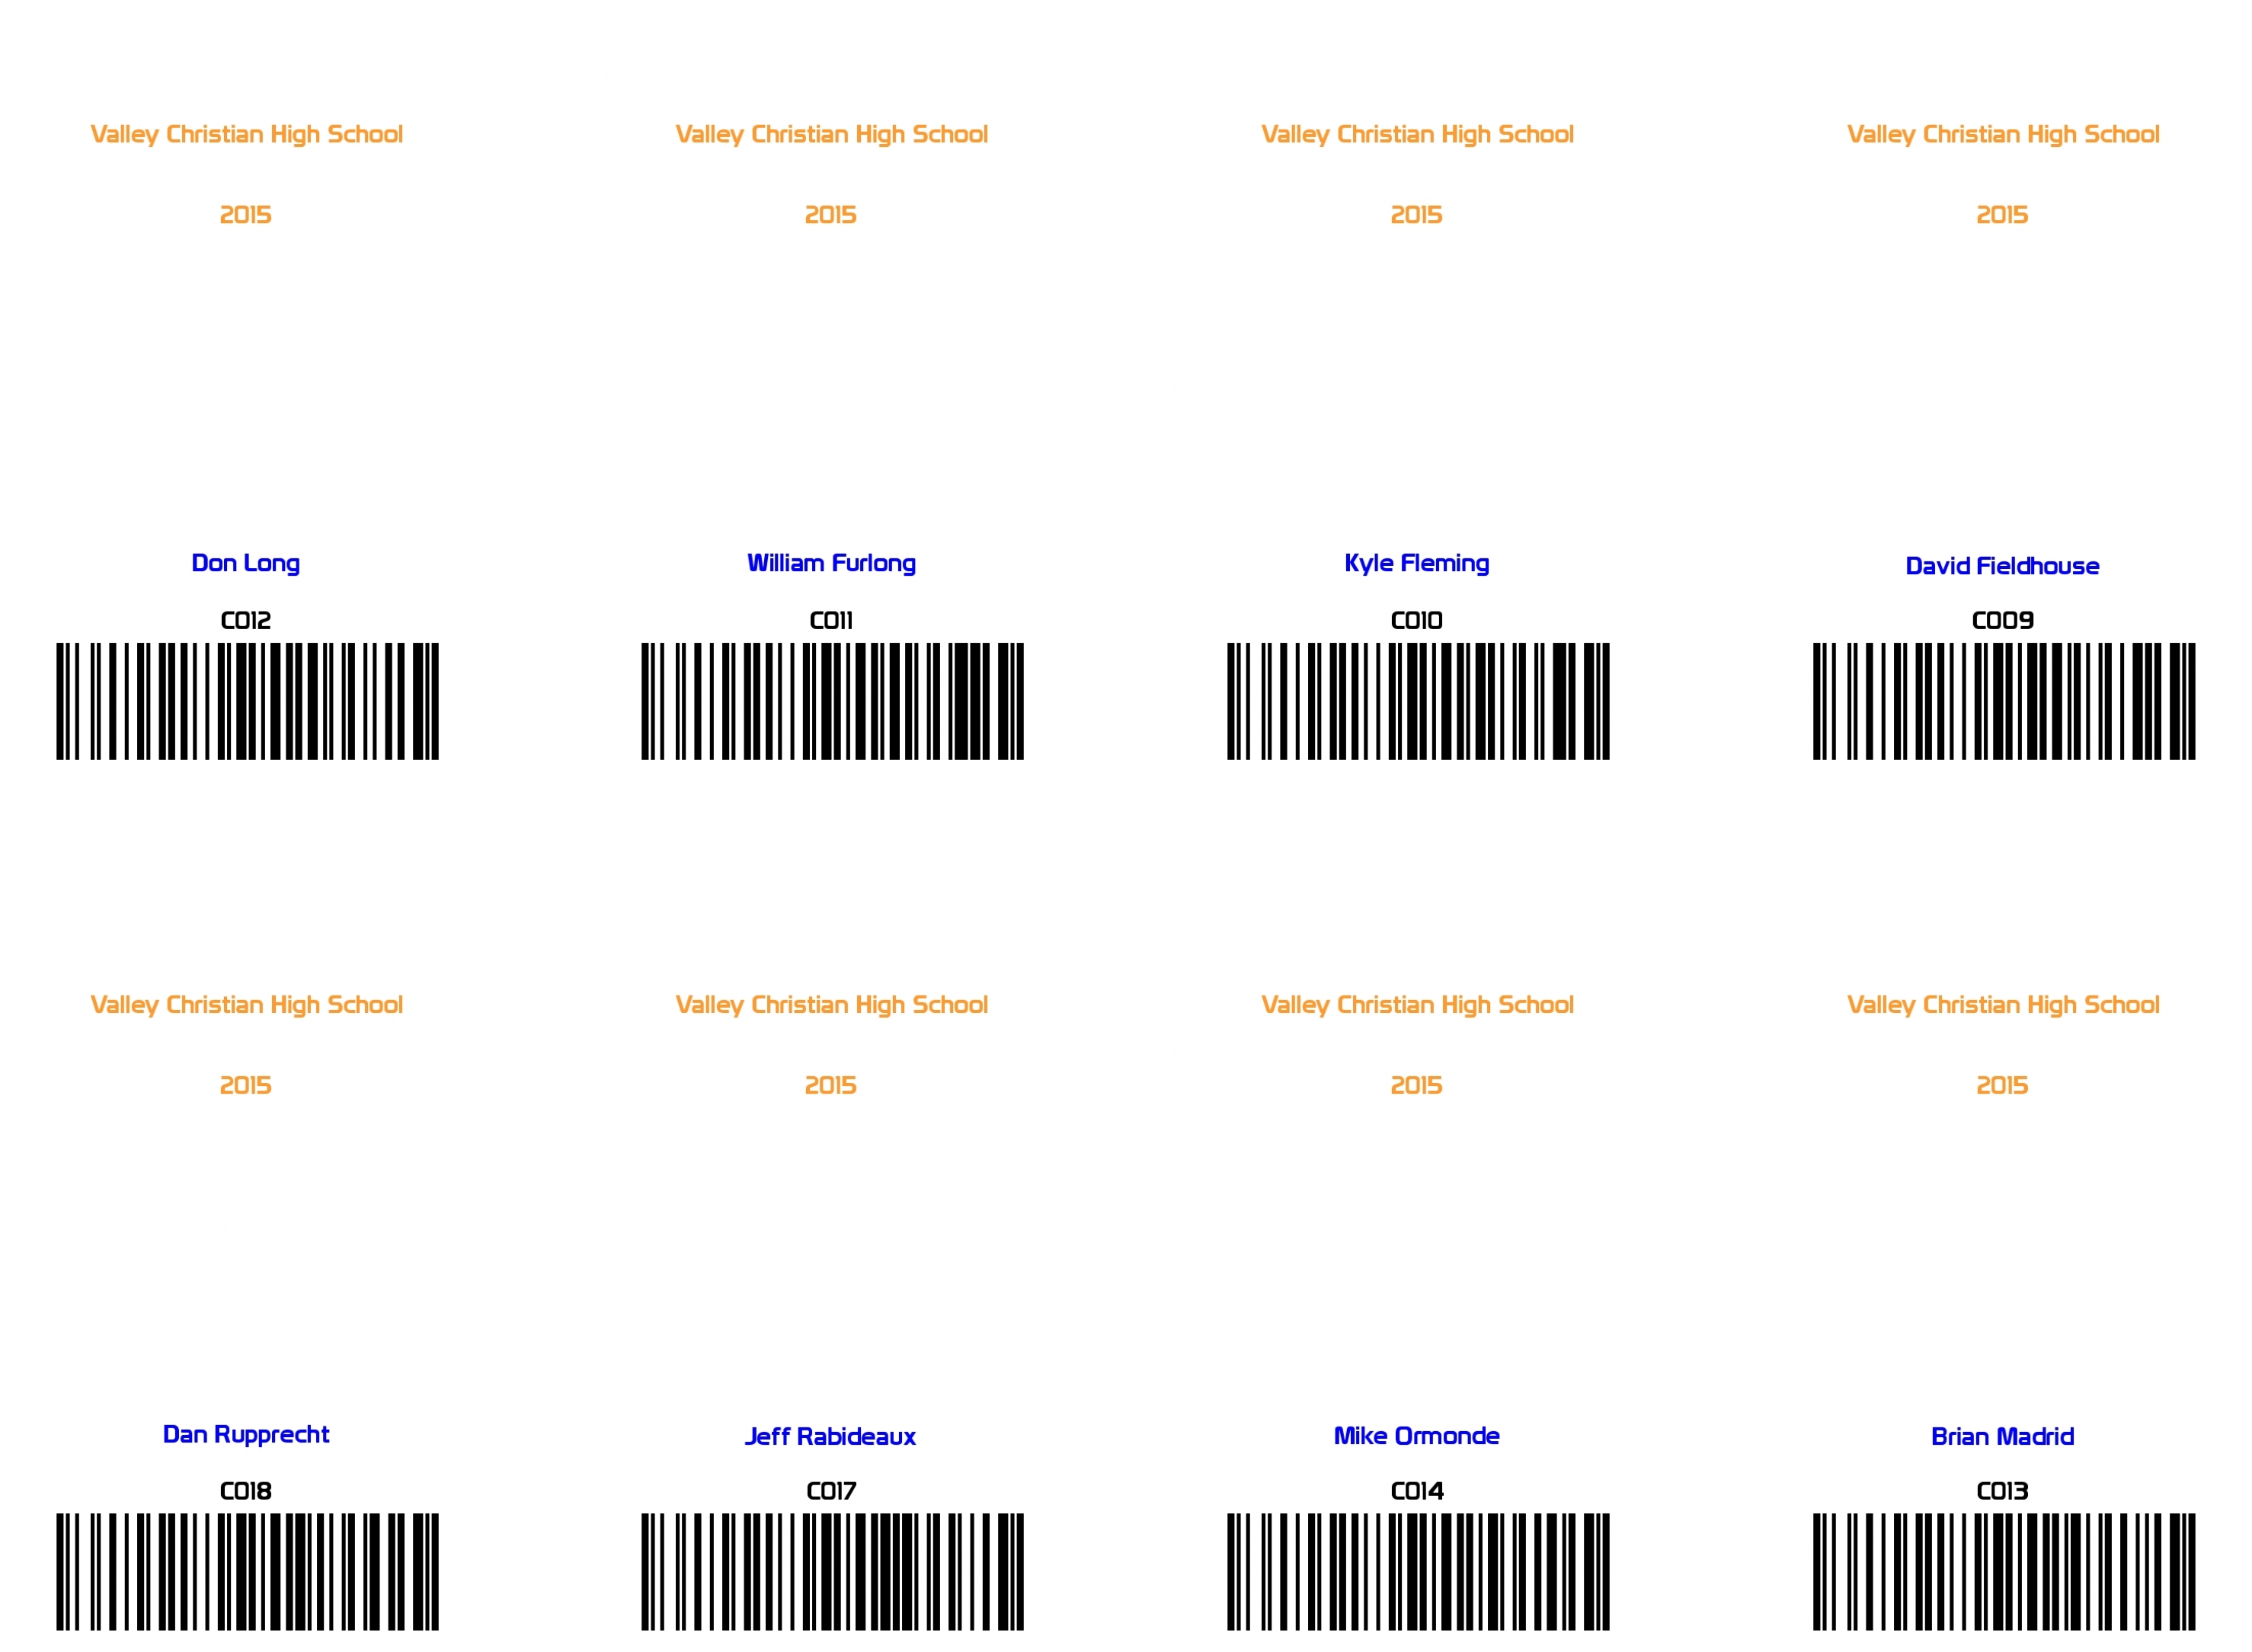 Valley Christian High School
2015
Don Long
C012
Valley Christian High School
2015
William Furlong
C011
Valley Christian High School
2015
Kyle Fleming
C010
Valley Christian High School
2015
David Fieldhouse
C009
Valley Christian High School
2015
Dan Rupprecht
C018
Valley Christian High School
2015
Jeff Rabideaux
C017
Valley Christian High School
2015
Mike Ormonde
C014
Valley Christian High School
2015
Brian Madrid
C013